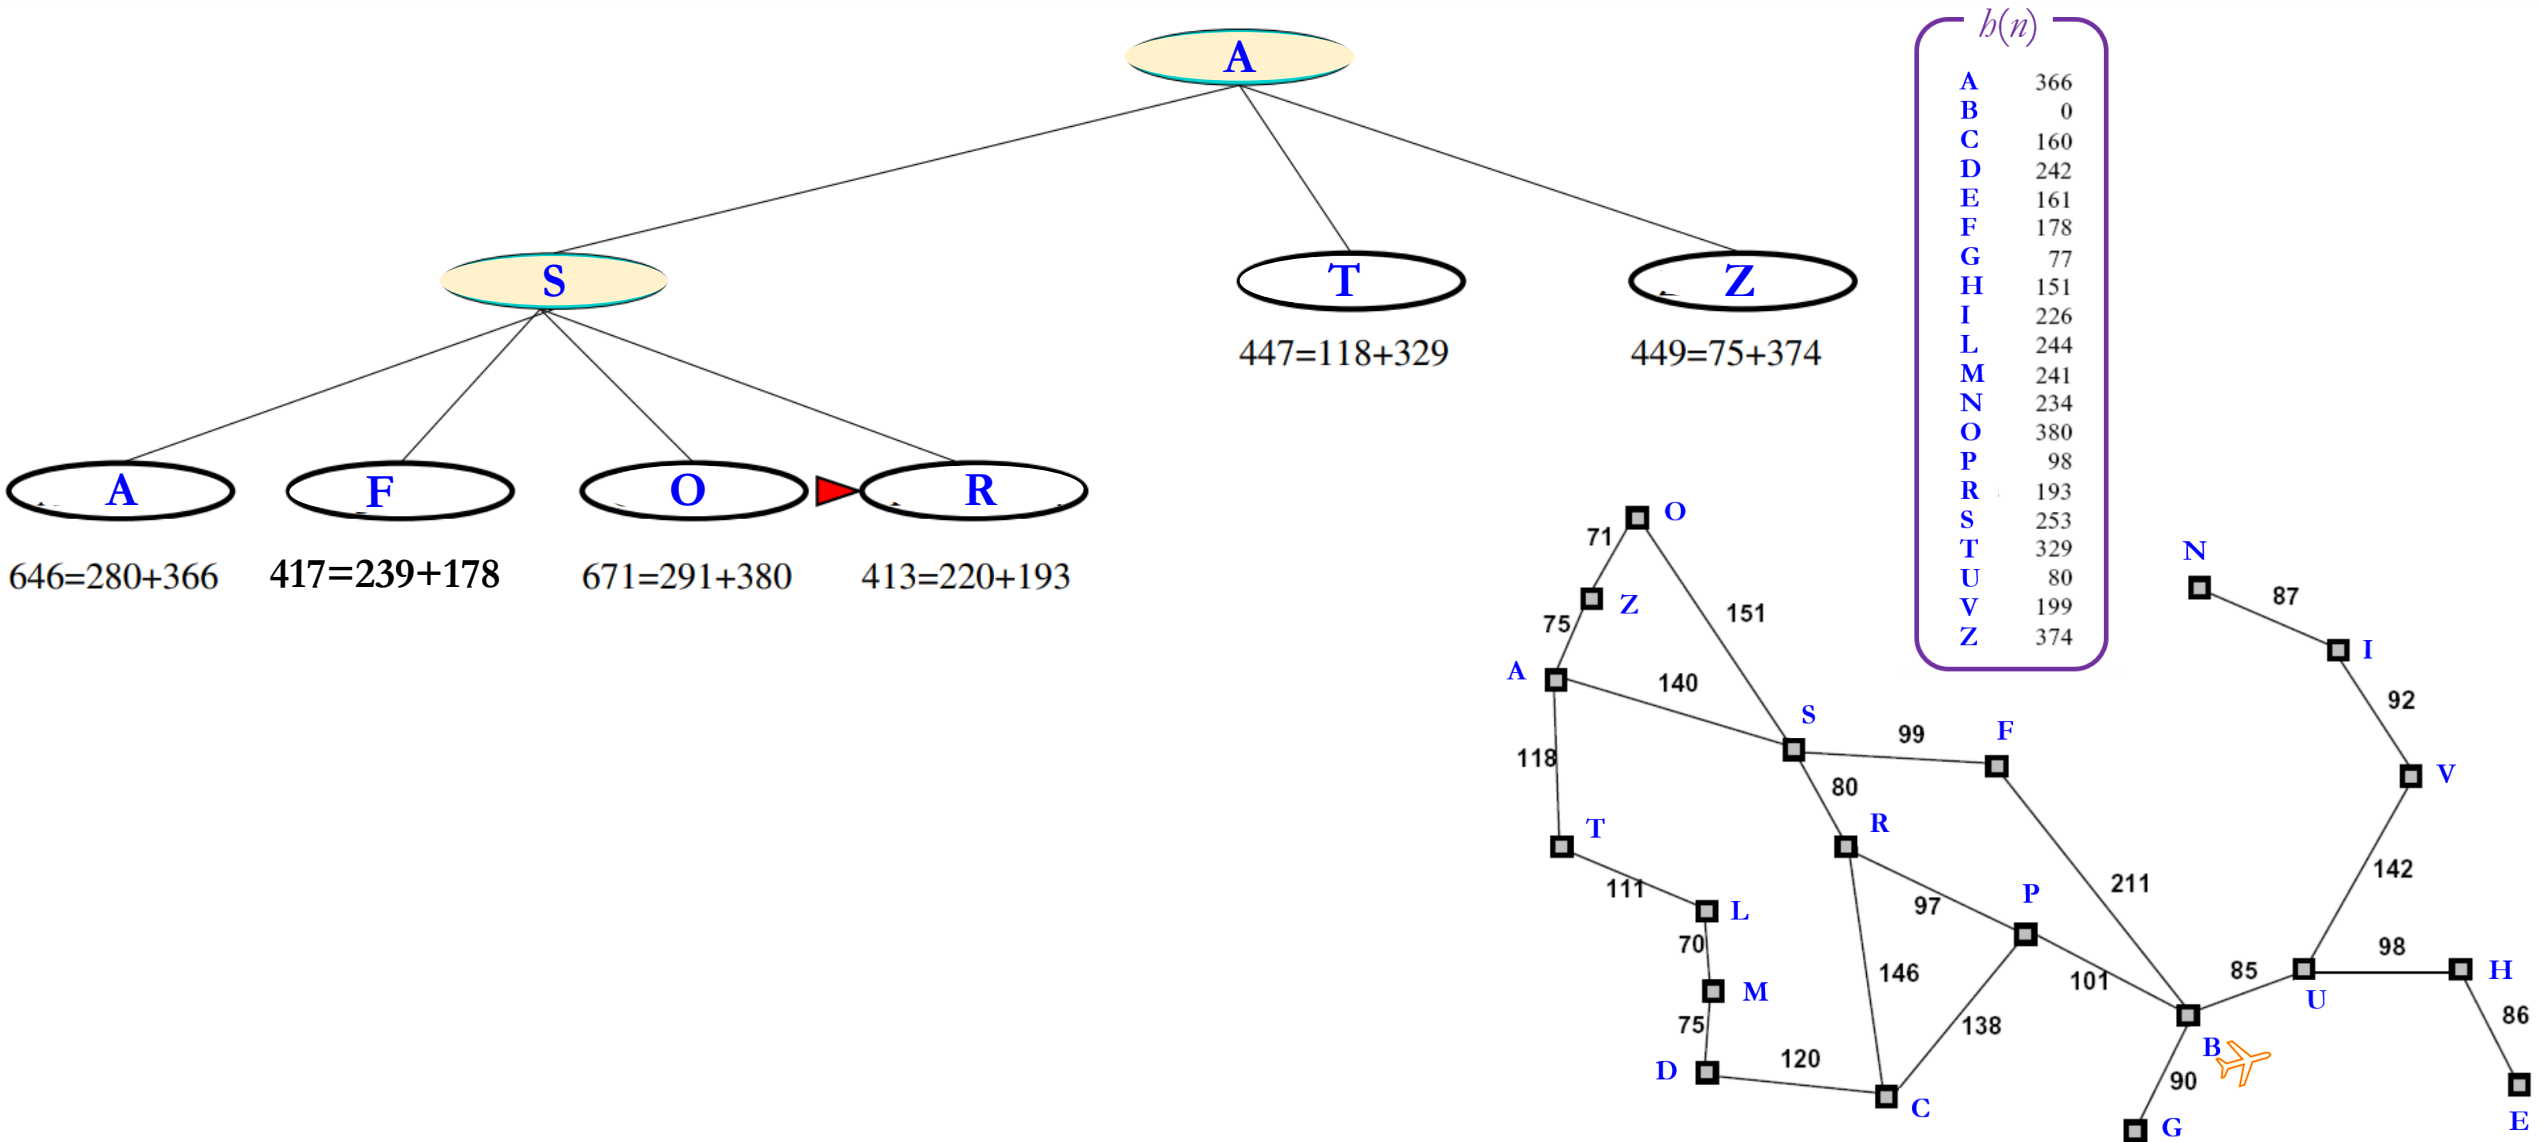 A
S
T
Z
447=118+329
449=75+374
A
F
O
R
646=280+366
417=239+178
671=291+380
413=220+193
h(n)
A 366
B 0
C 160
D 242
E 161
F 178
G 77
H 151
I 226
L 244
M 241
N 234
O 380
P 98
R 193
S 253
T 329
U 80
V 199
Z 374
O
71
Z
151
75
A
140
118
S
99
F
80
R
T
111
L
70
97
P
211
146
M
101
75
138
D
120
C
N
87
I
92
V
142
98
85
H
U
86
B
90
G
E